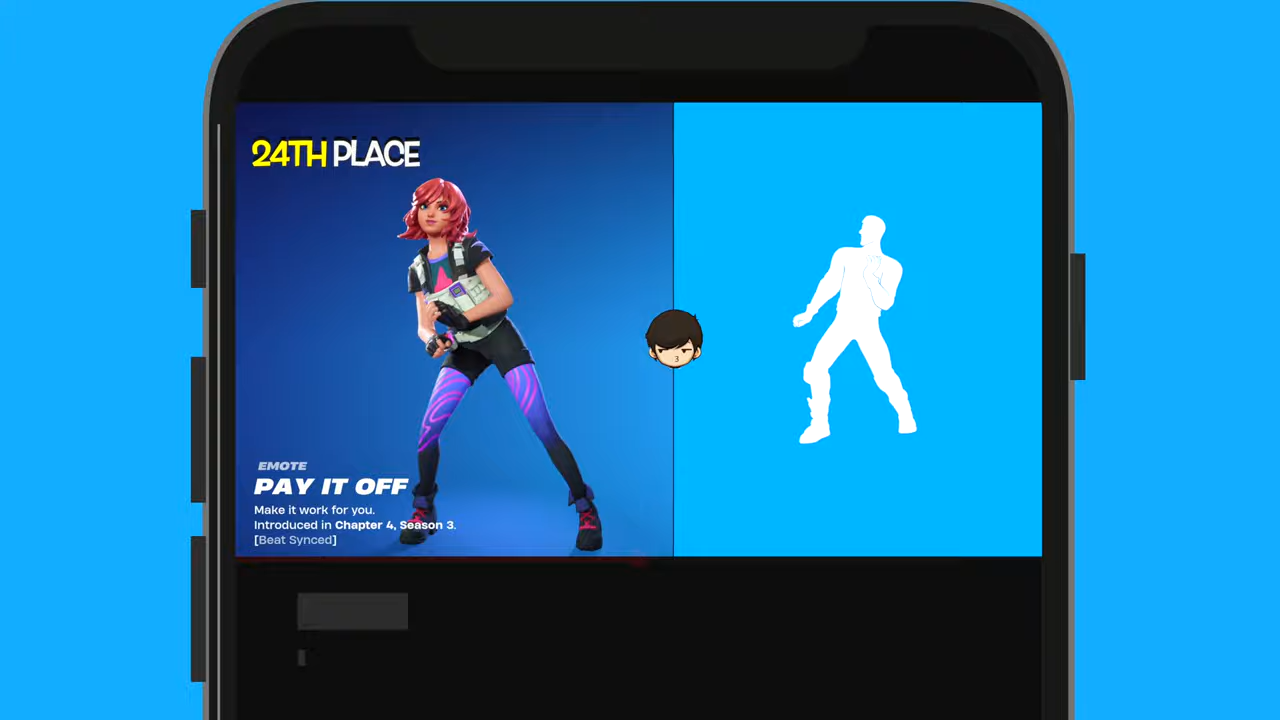 24TH PLACE
EMOTE
PAY IT OFF
Make it work for you.
Introduced in Chapter 4, Season 3.
[Beat Synced]